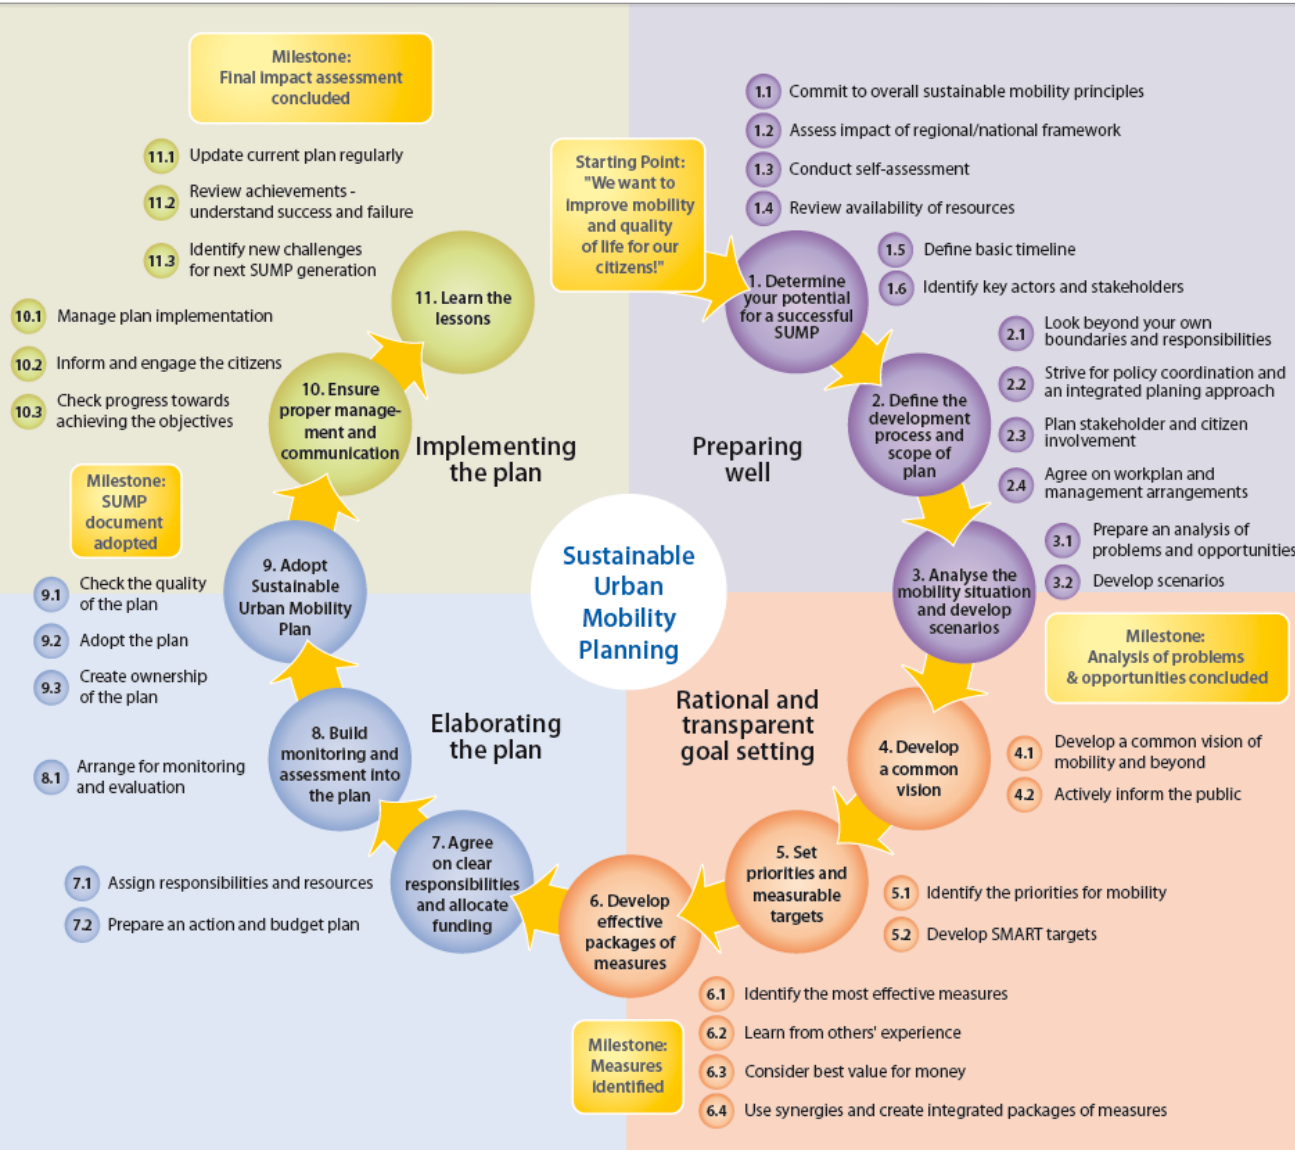 Starting Point:
"We want to
improve mobility
and quality
of life for our
citizens!"
1.1 Commit to overall sustainable mobility principles
1.2 Assess impact of regional/national framework
1.3 Conduct self-assessment
1.4 Review availability of resources
1.5 Define basic timeline
1.6 Identify key actors and stakeholders
1. Determine
your potential
for a successful
SUMP
2.1 Look beyond your own
boundaries and responsibilities
2.2 Strive for policy coordination and
an integrated planing approach
2.3 Plan stakeholder and citizen
involvement
2.4 Agree on workplan and
management arrangements
2. Define the
development
process and
scope of
plan
Preparing
well
3.1 Prepare an analysis of
problems and opportunities
3.2 Develop scenarios
3. Analyse the
mobility situation
and develop
scenarios
Milestone:
Analysis of problems
& opportunities concluded
Sustainable
Urban
Mobility
Planning
Rational and
transparent
goal setting
4. Develop
a common
vision
4.1 Develop a common vision of
mobility and beyond
4.2 Actively inform the public
5. Set
priorities and
measurable
targets
5.1 Identify the priorities for mobility
5.2 Develop SMART targets
6. Develop
effective
packages of
measures
6.1 Identify the most effective measures
6.2 Learn from others' experience
6.3 Consider best value for money
6.4 Use synergies and create integrated packages of measures
Milestone:
Measures
identified
Elaborating
the plan
7. Agree
on clear
responsibilities
and allocate
funding
7.1 Assign responsibilities and resources
7.2 Prepare an action and budget plan
8. Build
monitoring and
assessment into
the plan
8.1 Arrange for monitoring
and evaluation
9. Adopt
Sustainable
Urban Mobility
Plan
9.1 Check the quality
of the plan
9.2 Adopt the plan
9.3 Create ownership
of the plan
Milestone:
SUMP
document
adopted
Implementing
the plan
10. Ensure
proper manage-
ment and
communication
10.1 Manage plan implementation
10.2 Inform and engage the citizens
10.3 Check progress towards
achieving the objectives
11. Learn the
lessons
11.1 Update current plan regularly
11.2 Review achievements -
understand success and failure
11.3 Identify new challenges
for next SUMP generation
Milestone:
Final impact assessment
concluded